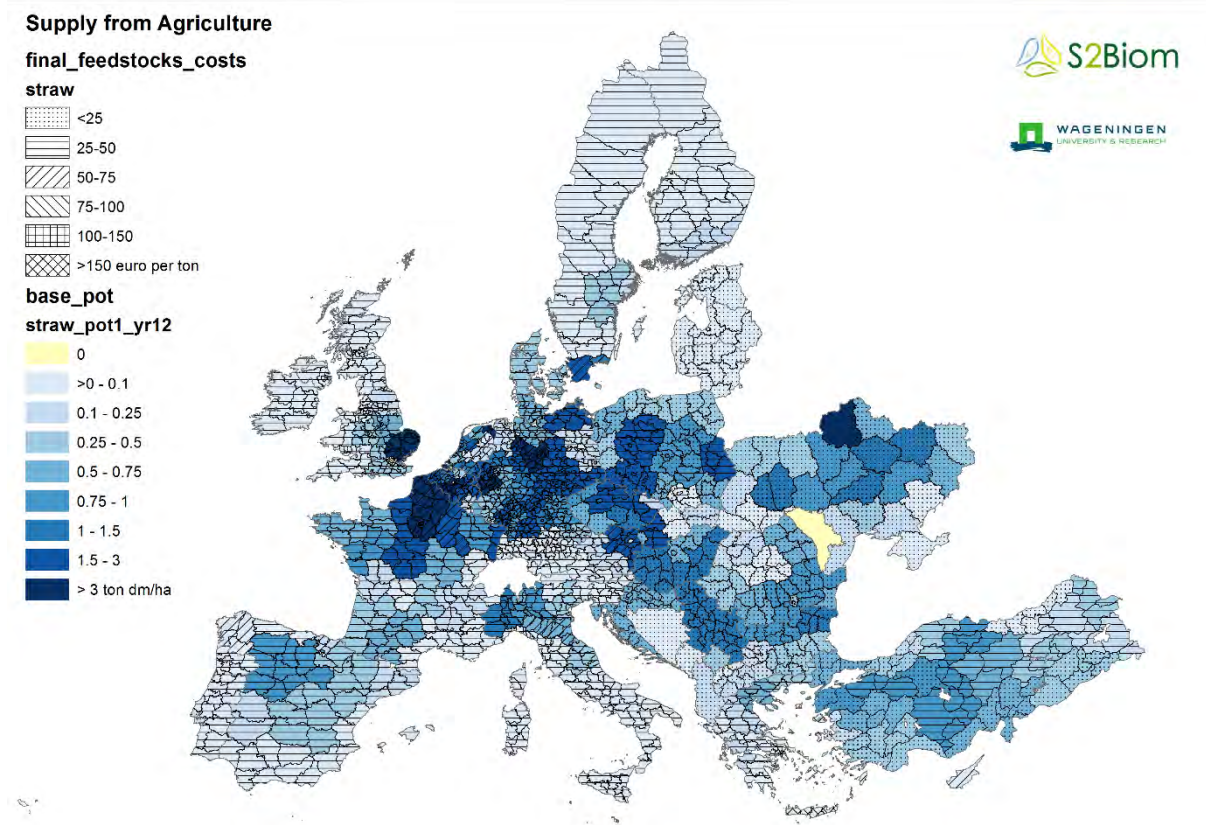 Supply from Agriculture
final_feedstocks_costs
straw
<25
25-50
50-75
75-100
100-150
>150 euro per ton
base_pot
straw_pot1_yr12
0
>0 - 0.1
0.1 - 0.25
0.25 - 0.5
0.5 - 0.75
0.75 - 1
1 - 1.5
1.5 - 3
> 3 ton dm/ha
S2Biom
WAGENINGEN
UNIVERSITY & RESEARCH